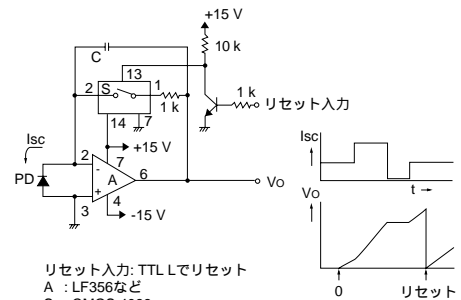 +15 V
10 k
C
13
2
S
1
1 k
1 k
リセット入力
14
7
Isc
+15 V
2
7
-
A
6
PD
+
3
4
-15 V
Vo
Isc
t
Vo
0
リセット
リセット入力: TTL Lでリセット
A : LF356など